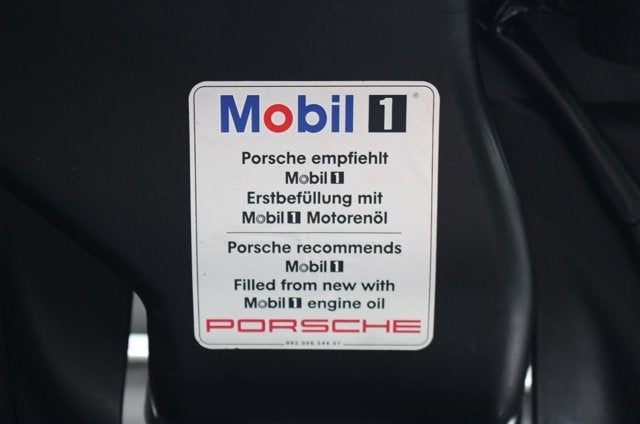 Mobil 1®
Porsche empfiehlt
Mobil 1
Erstbefüllung mit
Mobil 1 Motorenöl
Porsche recommends
Mobil 1
Filled from new with
Mobil 1 engine oil
PORSCHE